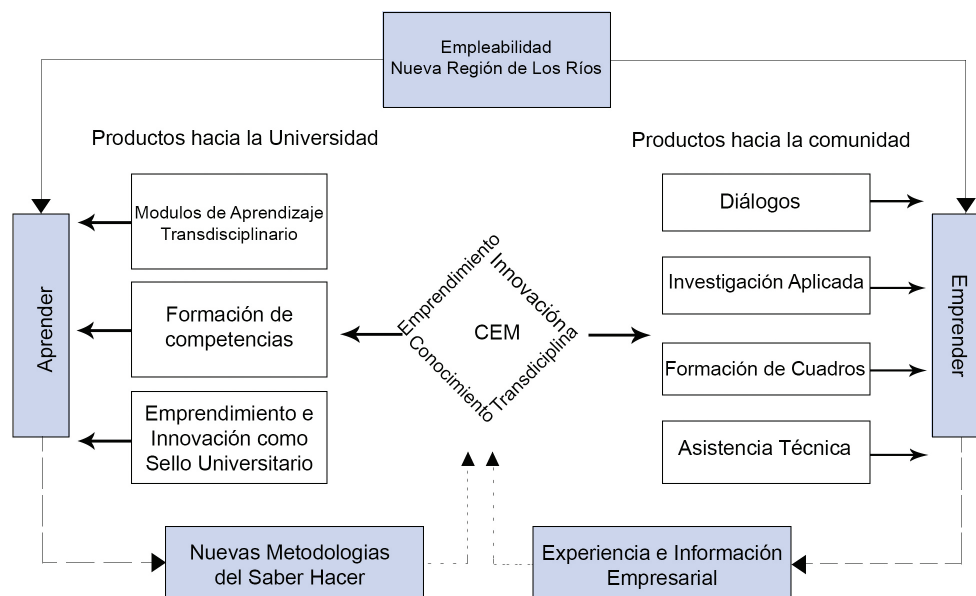 Empleabilidad
Nueva Región de Los Ríos
Productos hacia la Universidad
Productos hacia la comunidad
Aprender
Modulos de Aprendizaje
Transdisciplinario
Formación de
competencias
Emprendimiento e
Innovación como
Sello Universitario
Emprendimiento
Innovación
CEM
Conocimiento
Transdiciplina
Diálogos
Investigación Aplicada
Formación de Cuadros
Asistencia Técnica
Emprender
Nuevas Metodologias
del Saber Hacer
Experiencia e Información
Empresarial